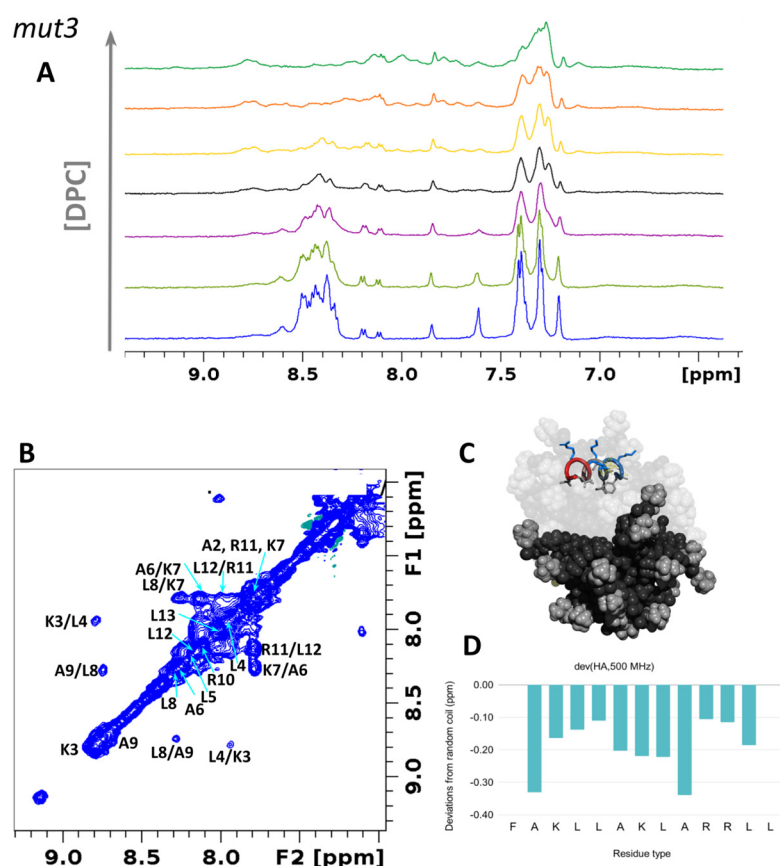 mut3
A
[DPC]
9.0 8.5 8.0 7.5 7.0 [ppm]
B
A2, R11, K7
A6/K7 L12/R11
L8/K7
L13
K3/L4
L12
R11/L12
A9/L8
L4 K7/A6
R10
L5
L8 A6
K3 A9
L8/A9 L4/K3
F1 [ppm]
8.0
8.5
9.0
9.0 8.5 8.0 F2 [ppm]
C
D
dev(HA,500 MHz)
Deviations from random coil (ppm)
0.00
-0.10
-0.20
-0.30
-0.40
F A K L L A K L A R R L L
Residue type